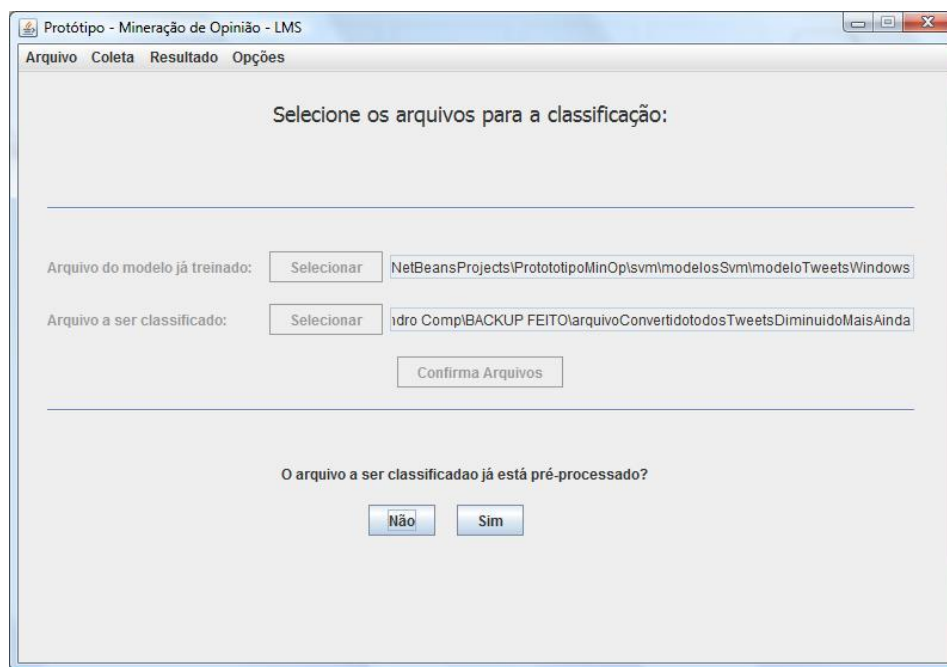 Protótipo - Mineração de Opinião - LMS
Arquivo Coleta Resultado Opções
Selecione os arquivos para a classificação:
Arquivo do modelo já treinado: Selecionar NetBeansProjects\PrototototipoMinOp\svm\modelosSvm\modeloTweetsWindows
Arquivo a ser classificado: Selecionar ndro Comp\BACKUP FEITO\arquivoConvertidotodosTweetsDiminuidoMaisAinda
Confirma Arquivos
O arquivo a ser classificadao já está pré-processado?
Não Sim